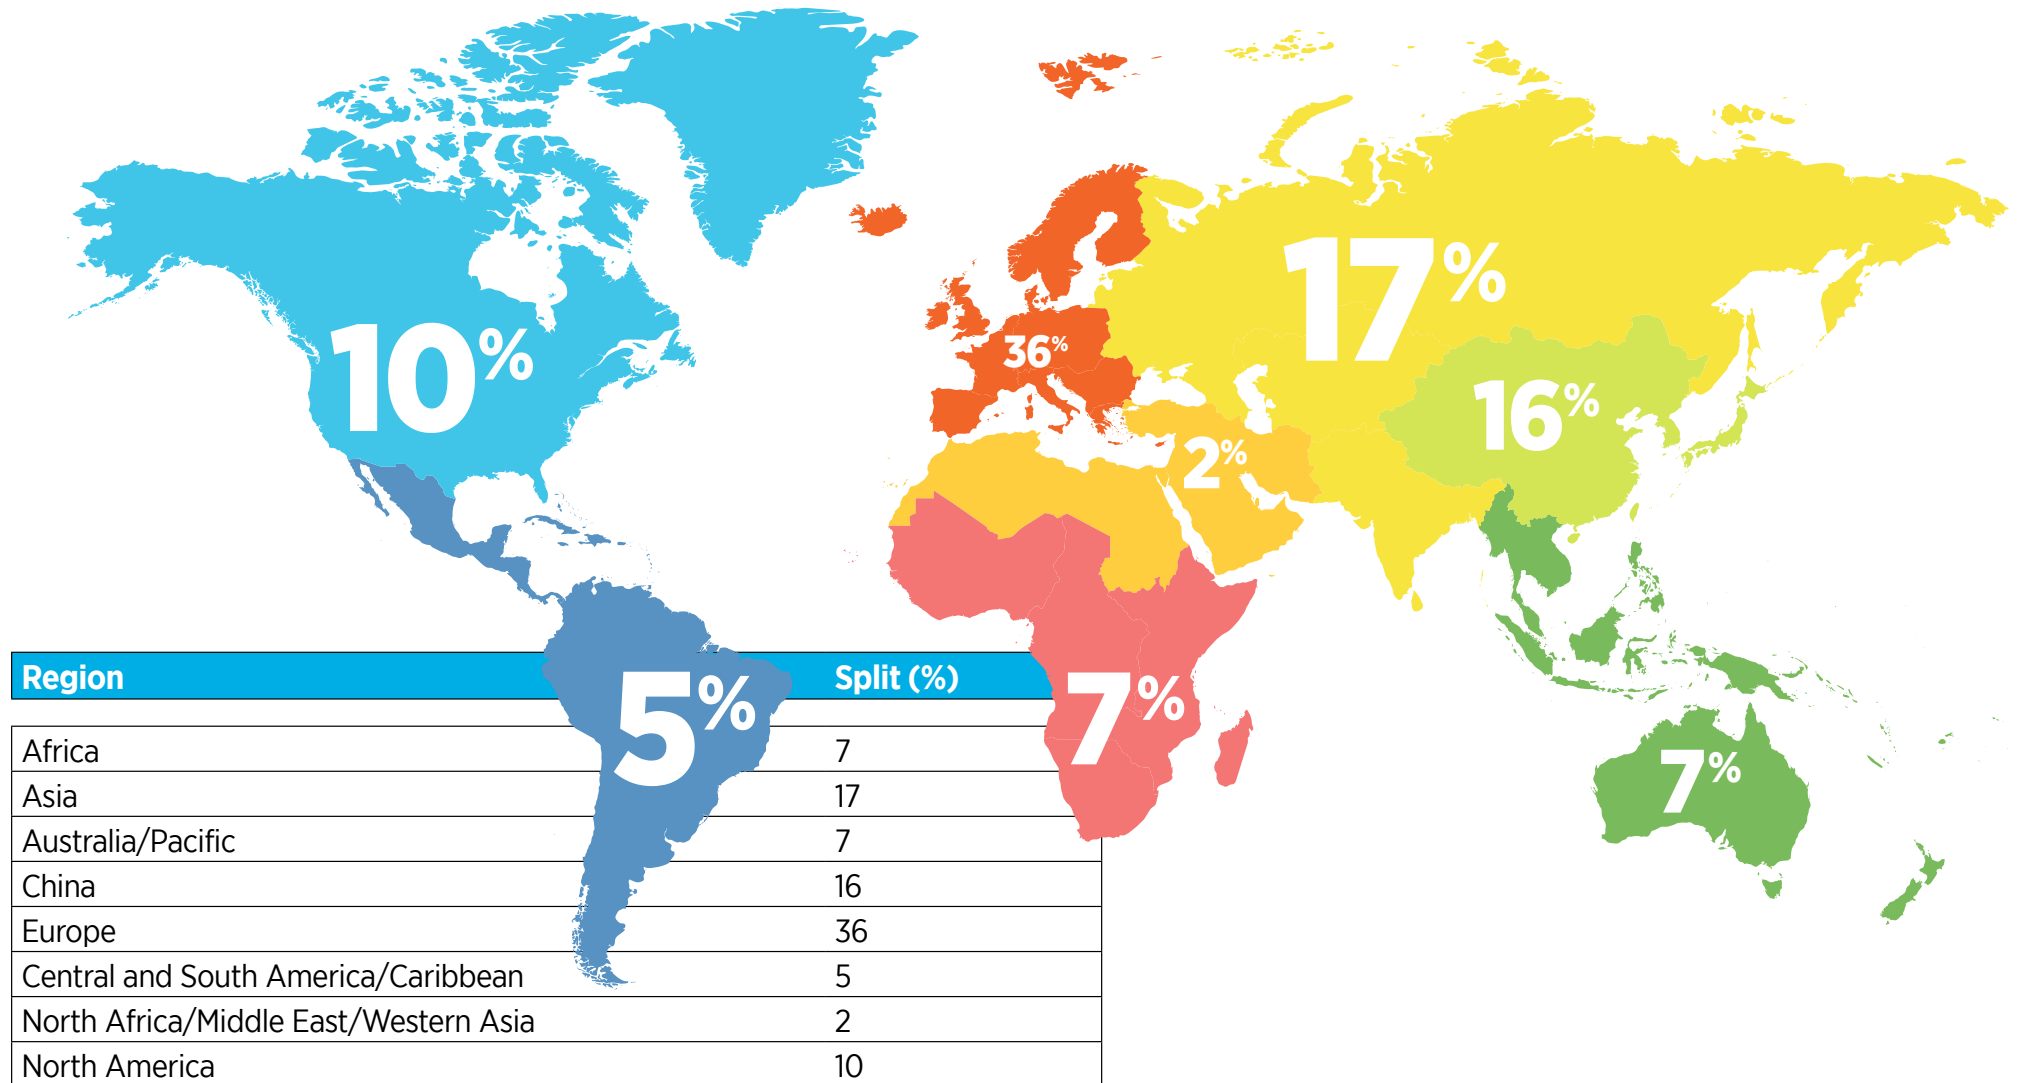 10%
36%
17%
16%
2%
5%
7%
7%
Region Split (%)
Africa 7
Asia 17
Australia/Pacific 7
China 16
Europe 36
Central and South America/Caribbean 5
North Africa/Middle East/Western Asia 2
North America 10